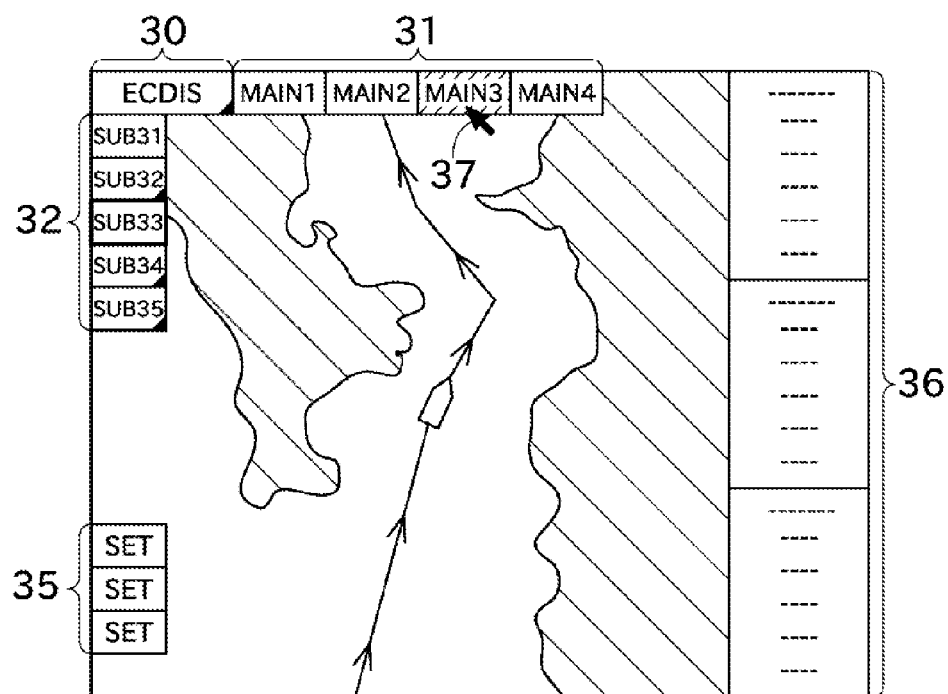 30 31
ECDIS MAIN1 MAIN2 MAIN3 MAIN4
SUB31
37
SUB32
32
SUB33
SUB34
SUB35
36
SET
35
SET
SET